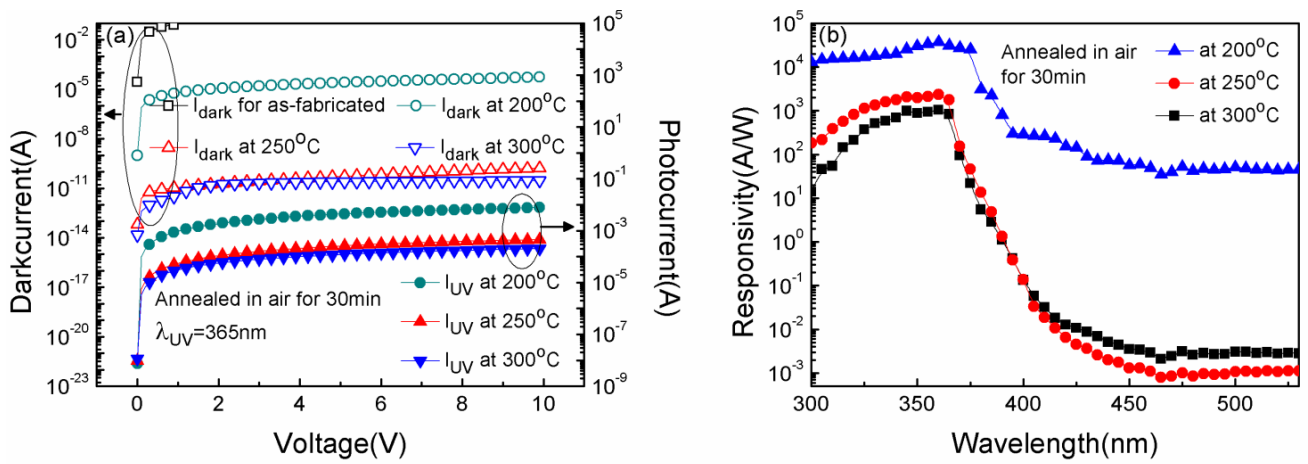 (a)
10^-2
10^-5
10^-8
10^-11
10^-14
10^-17
10^-20
10^-23
Darkcurrent(A)
I_dark for as-fabricated
I_dark at 200°C
I_dark at 250°C
I_dark at 300°C
Annealed in air for 30min
λ_UV=365nm
I_UV at 200°C
I_UV at 250°C
I_UV at 300°C
0 2 4 6 8 10
Voltage(V)
10^5
10^3
10^1
10^-1
10^-3
10^-5
10^-7
10^-9
Photocurrent(A)
(b)
10^5
10^4
10^3
10^2
10^1
10^0
10^-1
10^-2
10^-3
Responsivity(A/W)
Annealed in air
for 30min
at 200°C
at 250°C
at 300°C
300 350 400 450 500
Wavelength(nm)